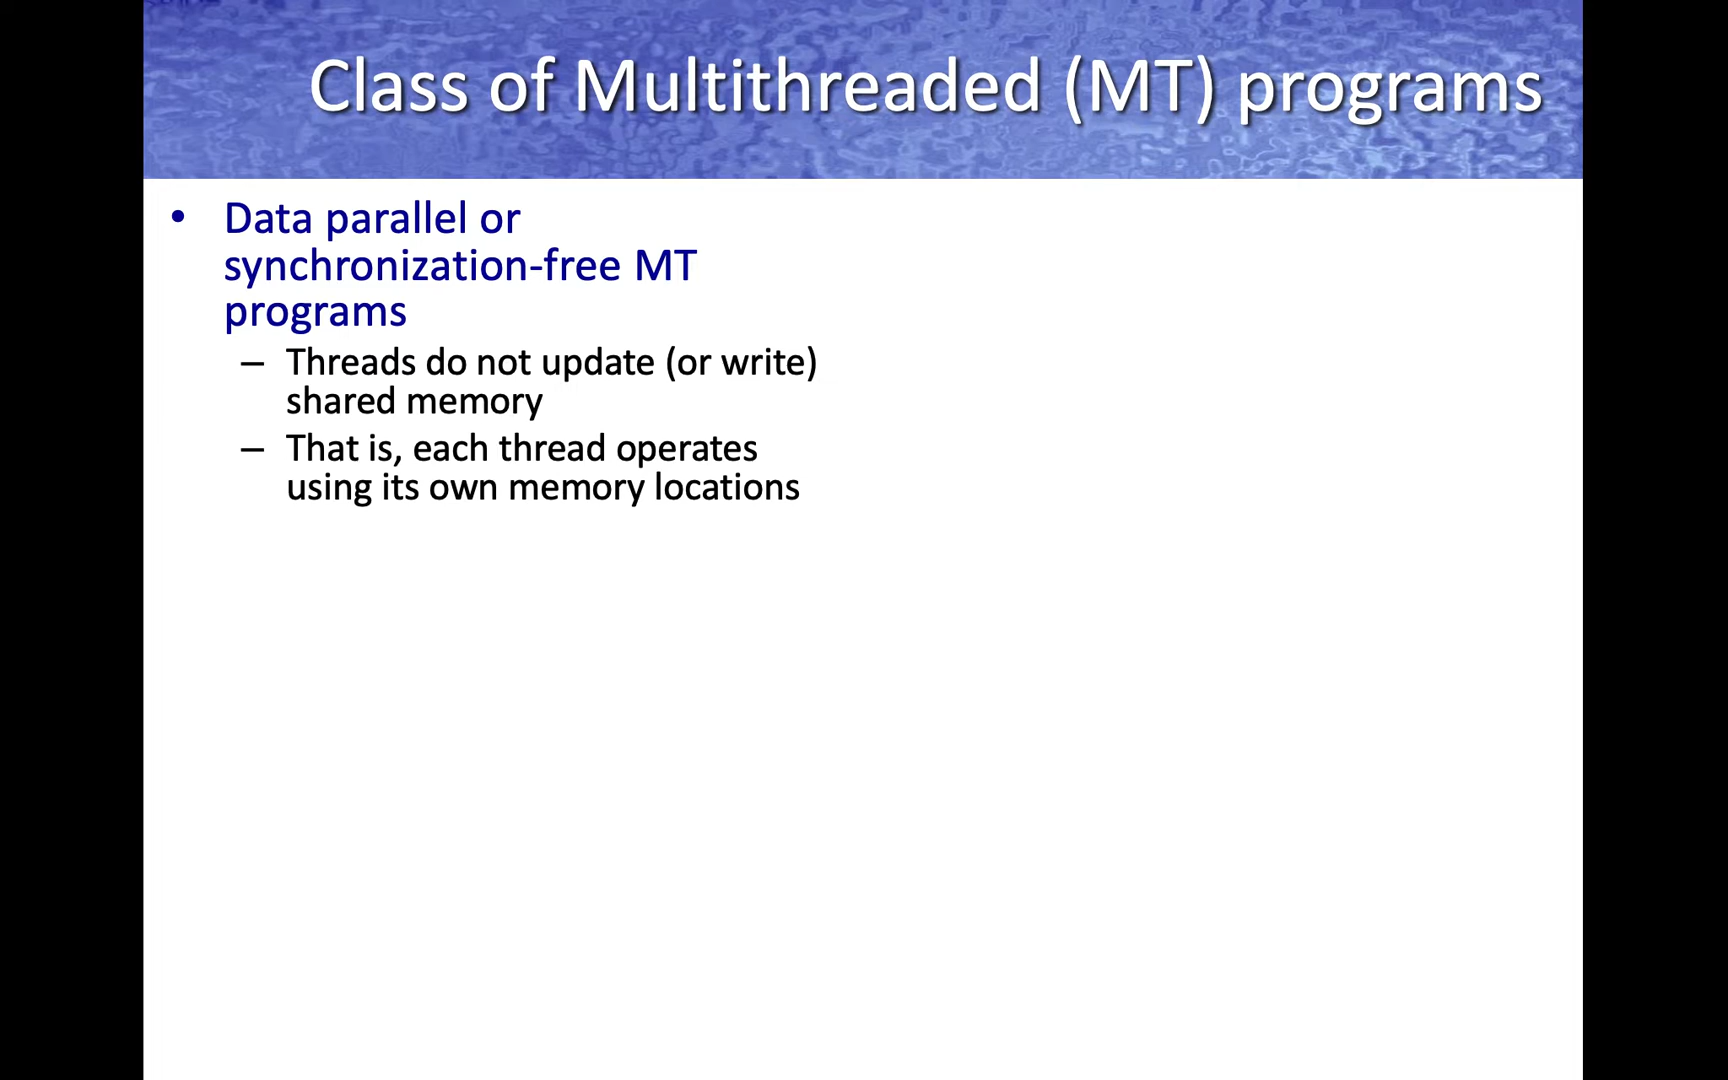 Class of Multithreaded (MT) programs
• Data parallel or
synchronization-free MT
programs
– Threads do not update (or write)
shared memory
– That is, each thread operates
using its own memory locations